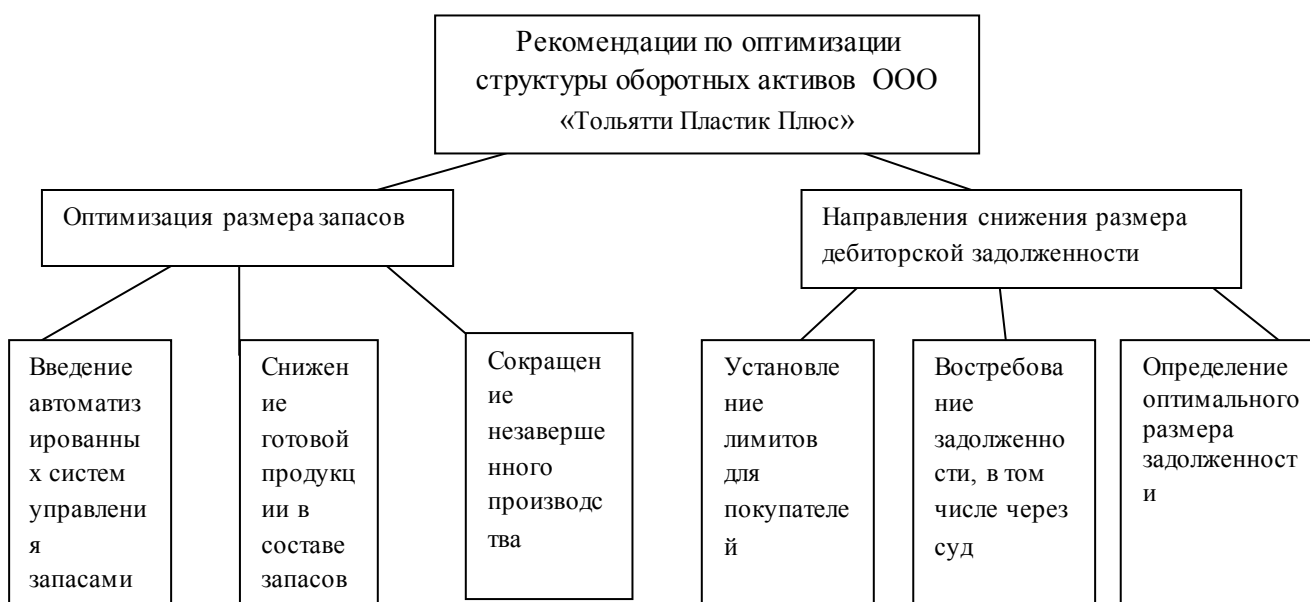 Рекомендации по оптимизации
структуры оборотных активов ООО
«Тольятти Пластик Плюс»
Оптимизация размера запасов
Направления снижения размера
дебиторской задолженности
Введение
автоматиз
ированны
х систем
управлени
я
запасами
Снижен
ие
готовой
продукц
ии в
составе
запасов
Сокращен
ие
незаверше
нного
производс
тва
Установле
ние
лимитов
для
покупателе
й
Востребова
ние
задолженно
сти, в том
числе через
суд
Определение
оптимального
размера
задолженност
и